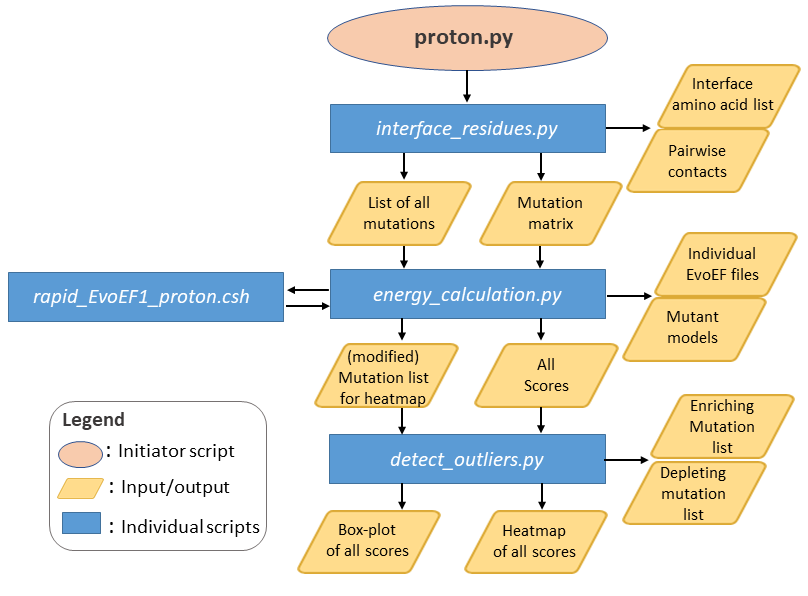 proton.py
interface_residues.py
Interface
amino acid list
Pairwise
contacts
List of all
mutations
Mutation
matrix
rapid_EvoEF1_proton.csh
energy_calculation.py
Individual
EvoEF files
Mutant
models
(modified)
Mutation list
for heatmap
All
Scores
detect_outliers.py
Enriching
Mutation
list
Depleting
mutation
list
Box-plot
of all scores
Heatmap
of all scores
Legend
: Initiator script
: Input/output
: Individual scripts